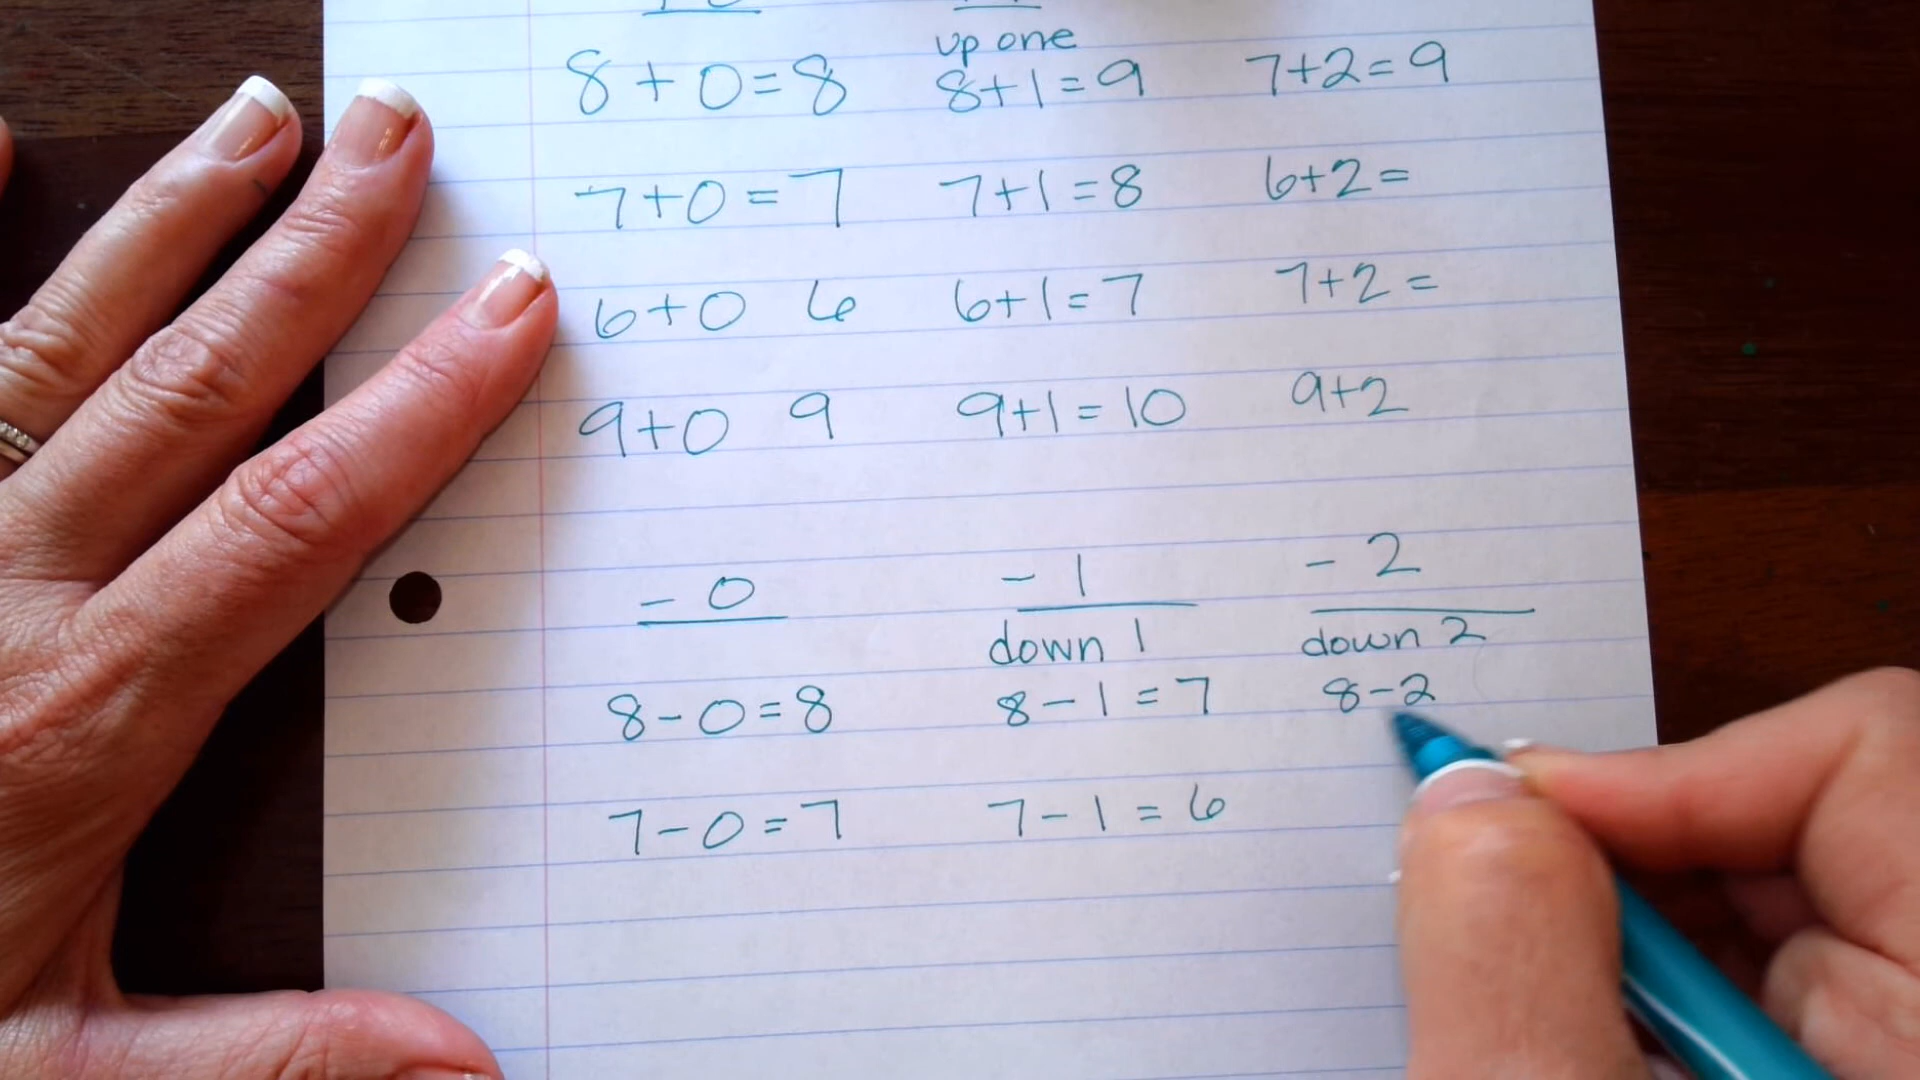 up one
8+0=8 8+1=9 7+2=9
7+0=7 7+1=8 6+2=
6+0 6 6+1=7 7+2=
9+0 9 9+1=10 9+2
-0 -1 -2
down 1 down 2
8-0=8 8-1=7 8-2
7-0=7 7-1=6